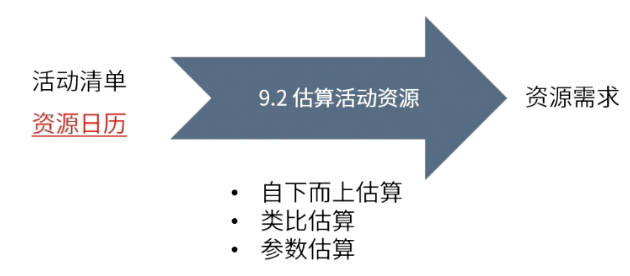 活动清单
资源日历
9.2 估算活动资源
资源需求
• 自下而上估算
• 类比估算
• 参数估算